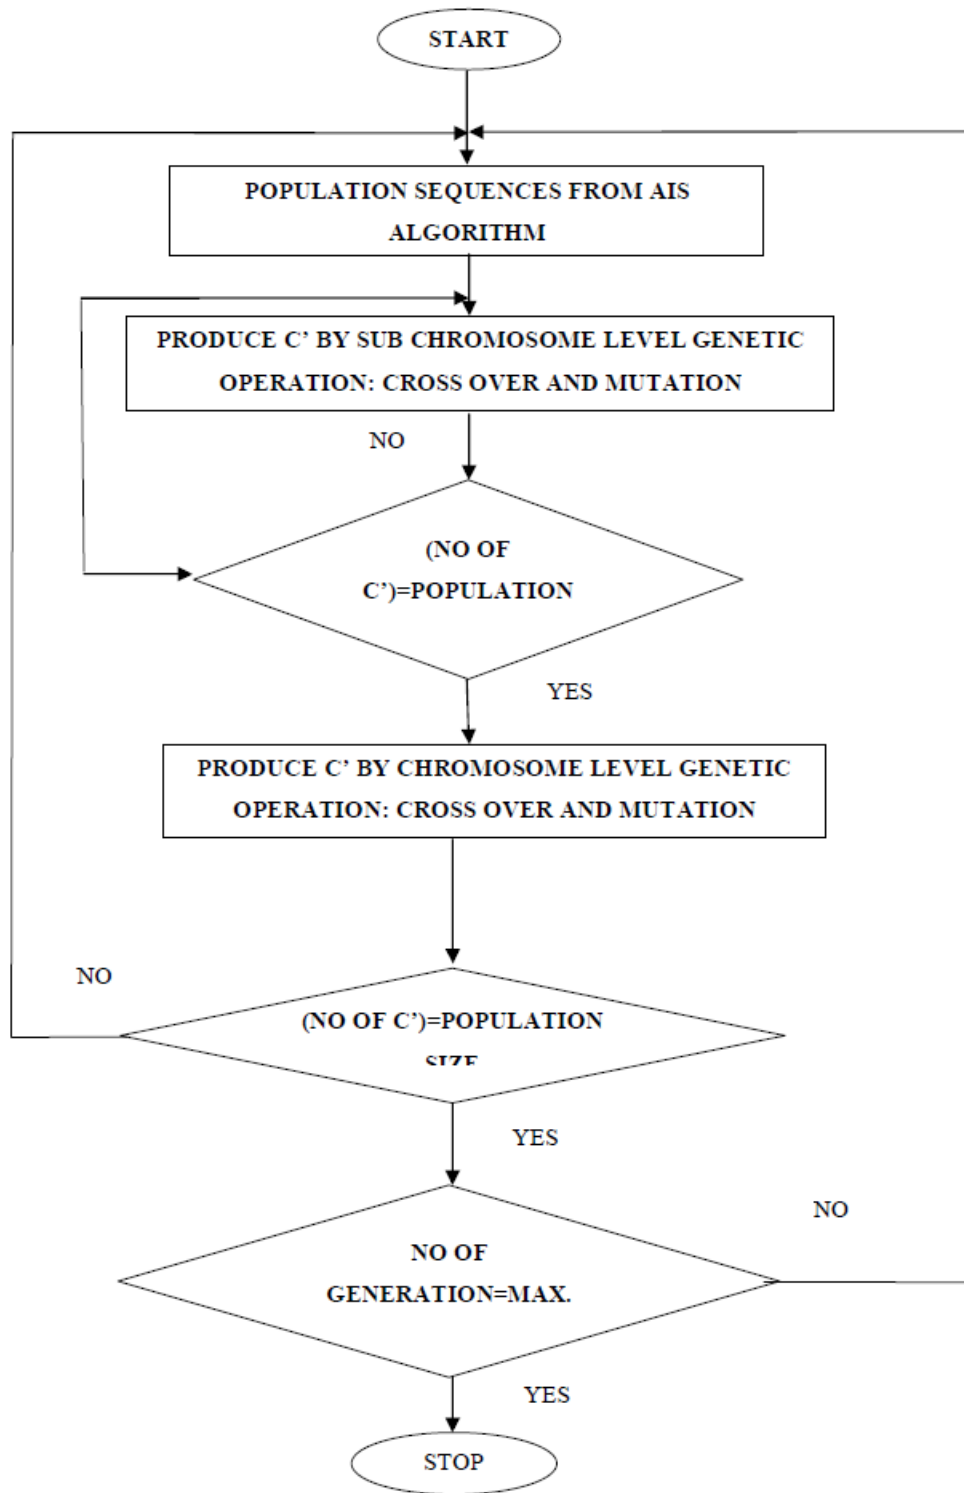 START
POPULATION SEQUENCES FROM AIS
ALGORITHM
PRODUCE C’ BY SUB CHROMOSOME LEVEL GENETIC
OPERATION: CROSS OVER AND MUTATION
NO
(NO OF
C’)=POPULATION
YES
PRODUCE C’ BY CHROMOSOME LEVEL GENETIC
OPERATION: CROSS OVER AND MUTATION
NO
(NO OF C’)=POPULATION
SIZE
YES
NO
NO OF
GENERATION=MAX.
YES
STOP